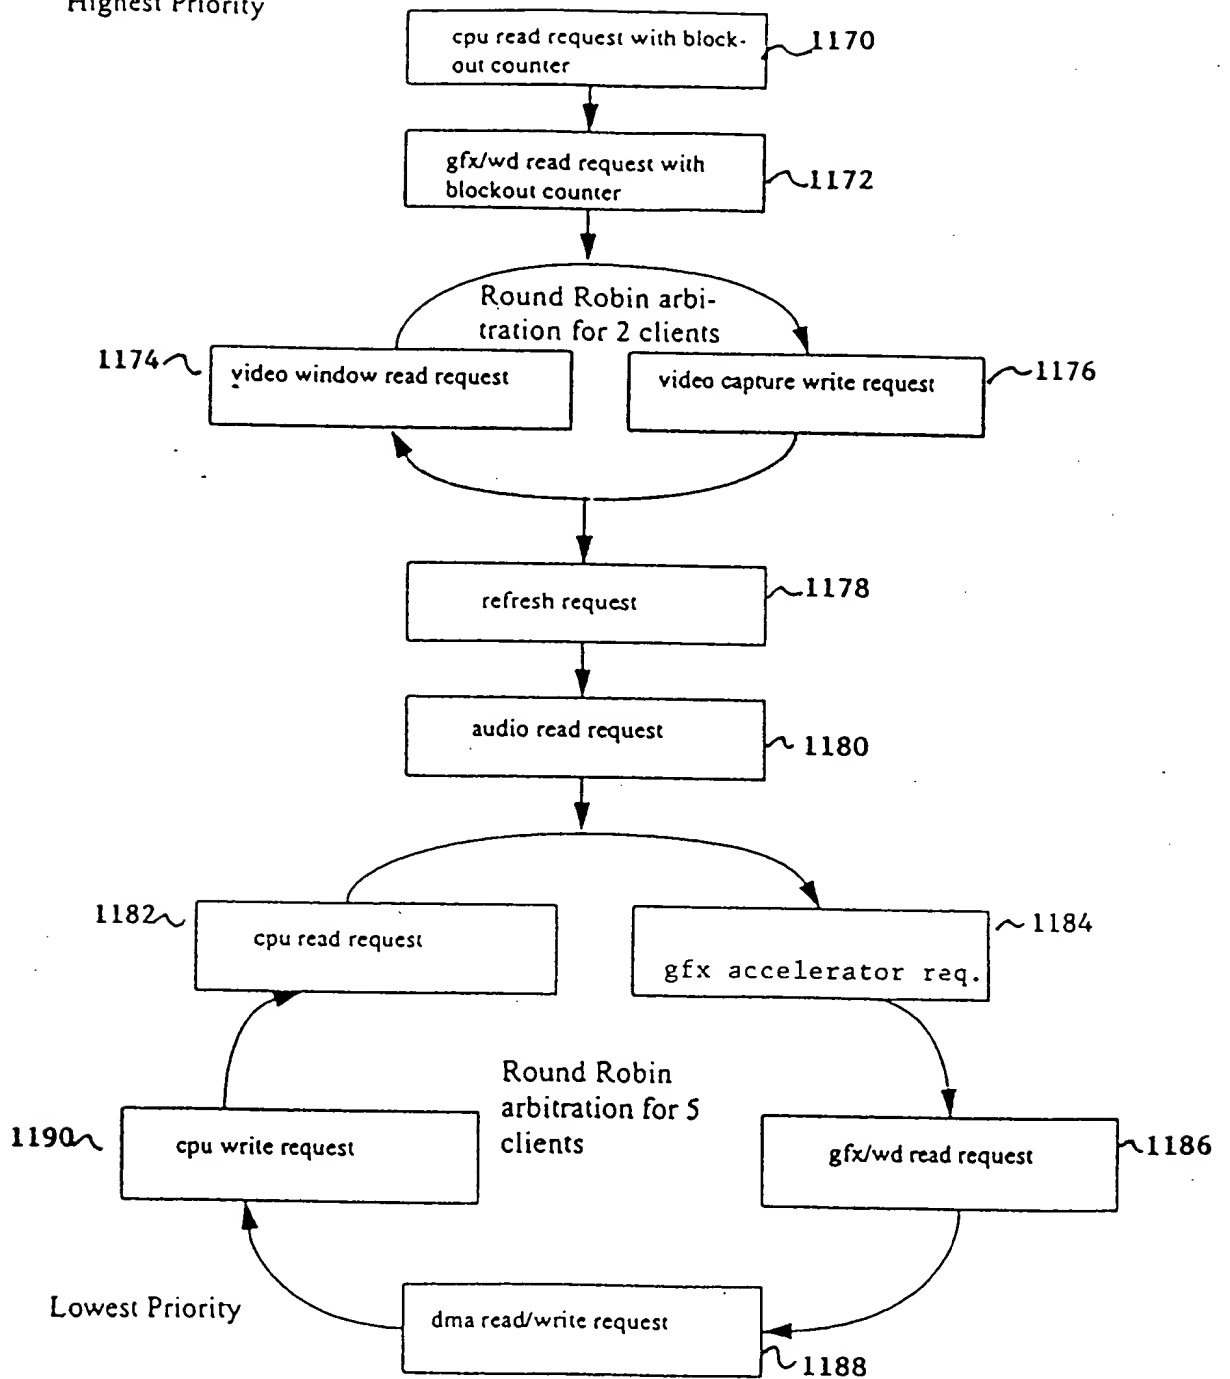 Highest Priority
cpu read request with block-
out counter
1170
gfx/wd read request with
blockout counter
1172
Round Robin arbi-
tration for 2 clients
1174
video window read request
video capture write request
1176
refresh request
1178
audio read request
1180
1182
cpu read request
gfx accelerator req.
1184
Round Robin
arbitration for 5
clients
1190
cpu write request
gfx/wd read request
1186
Lowest Priority
dma read/write request
1188